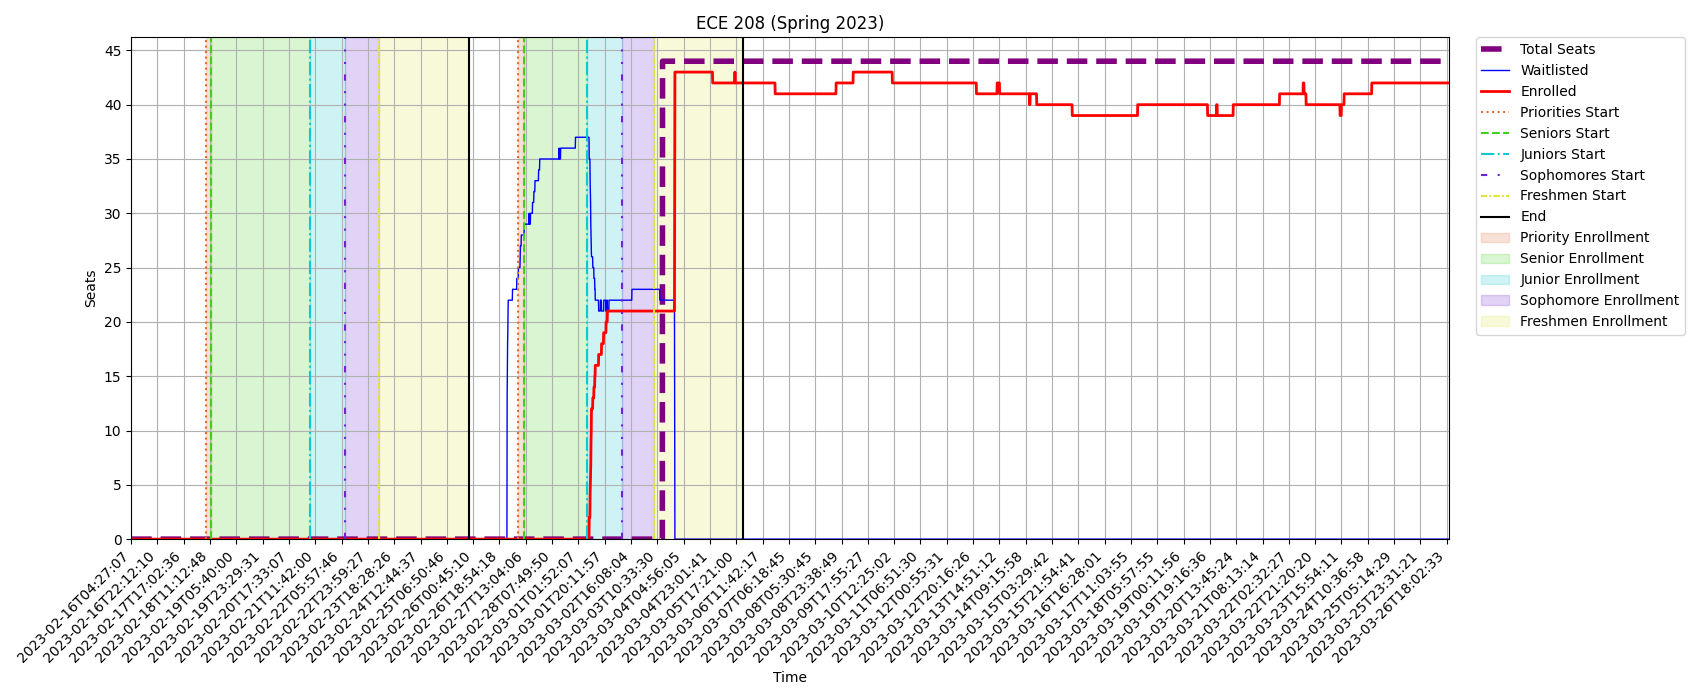 ECE 208 (Spring 2023)
Seats
45
40
35
30
25
20
15
10
5
0
2023-02-16T04:27:07
2023-02-16T22:12:10
2023-02-17T17:02:36
2023-02-18T11:12:48
2023-02-19T05:40:00
2023-02-19T23:29:31
2023-02-20T17:33:07
2023-02-21T11:42:00
2023-02-22T05:57:46
2023-02-22T23:59:27
2023-02-23T18:28:26
2023-02-24T12:44:37
2023-02-25T06:50:46
2023-02-26T00:45:10
2023-02-26T18:54:18
2023-02-27T13:04:06
2023-02-28T07:49:50
2023-03-01T01:52:07
2023-03-01T20:11:57
2023-03-02T16:08:04
2023-03-03T10:33:30
2023-03-04T04:56:05
2023-03-04T23:01:41
2023-03-05T17:21:00
2023-03-06T11:42:17
2023-03-07T06:18:45
2023-03-08T05:30:45
2023-03-08T23:38:49
2023-03-09T17:55:27
2023-03-10T12:25:02
2023-03-11T06:51:30
2023-03-12T00:55:31
2023-03-12T20:16:26
2023-03-13T14:51:12
2023-03-14T09:15:58
2023-03-15T03:29:42
2023-03-15T21:54:41
2023-03-16T16:28:01
2023-03-17T11:03:55
2023-03-18T05:57:55
2023-03-19T00:11:56
2023-03-19T19:16:36
2023-03-20T13:45:24
2023-03-21T08:13:14
2023-03-22T02:32:27
2023-03-22T21:20:20
2023-03-23T15:54:11
2023-03-24T10:36:58
2023-03-25T05:14:29
2023-03-25T23:31:21
2023-03-26T18:02:33
Time
Total Seats
Waitlisted
Enrolled
Priorities Start
Seniors Start
Juniors Start
Sophomores Start
Freshmen Start
End
Priority Enrollment
Senior Enrollment
Junior Enrollment
Sophomore Enrollment
Freshmen Enrollment